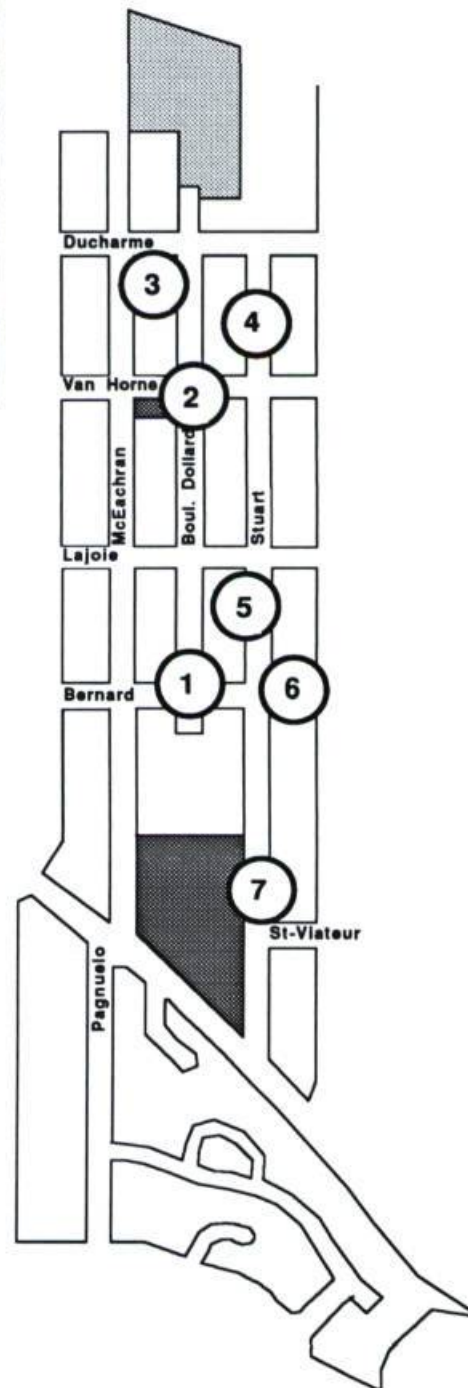 Ducharme
3
4
Van Horne
2
McEachran
Boul. Dollard
Stuart
Lajoie
5
1
6
Bernard
7
St-Viateur
Pagnuelo